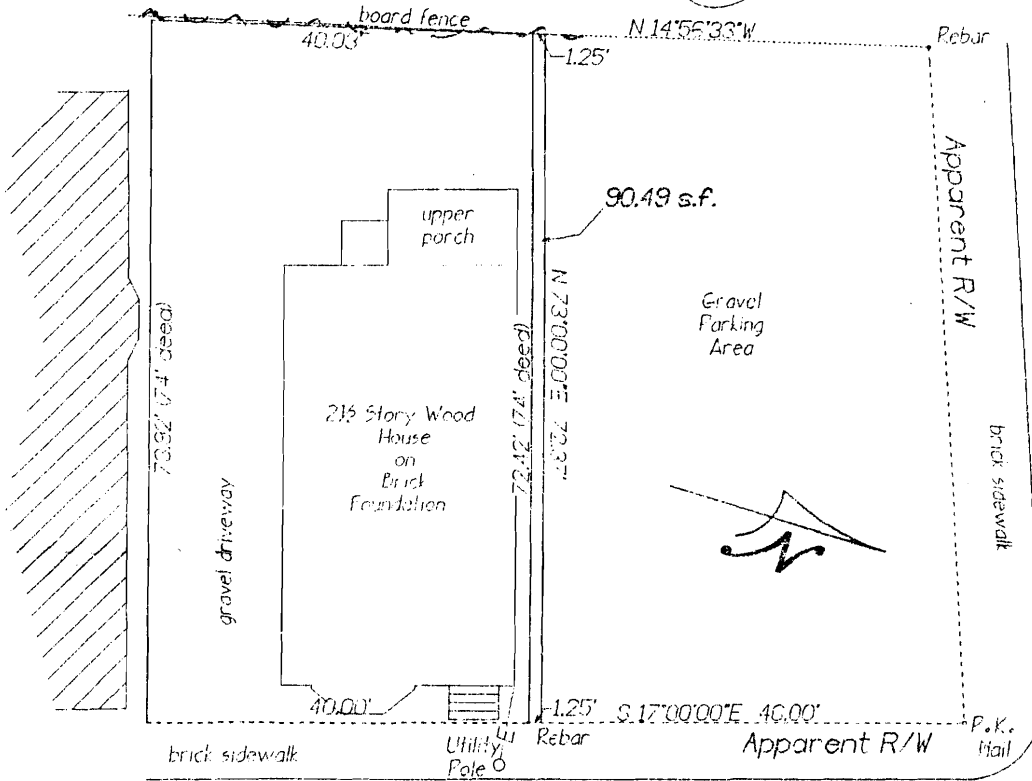 board fence
40.03'
N 14°56'33"W
Rebar
1.25'
Apparent R/W
90.49 s.f.
upper
porch
N 73°00'00"E 72.37'
Gravel
Parking
Area
73.92' (74' deed)
72.42' (74' deed)
2½ Story Wood
House
on
Brick
Foundation
brick sidewalk
gravel driveway
N
40.00'
1.25'
S 17°00'00"E 40.00'
P.K.
Nail
brick sidewalk
Utility
Pole
E
Rebar
Apparent R/W